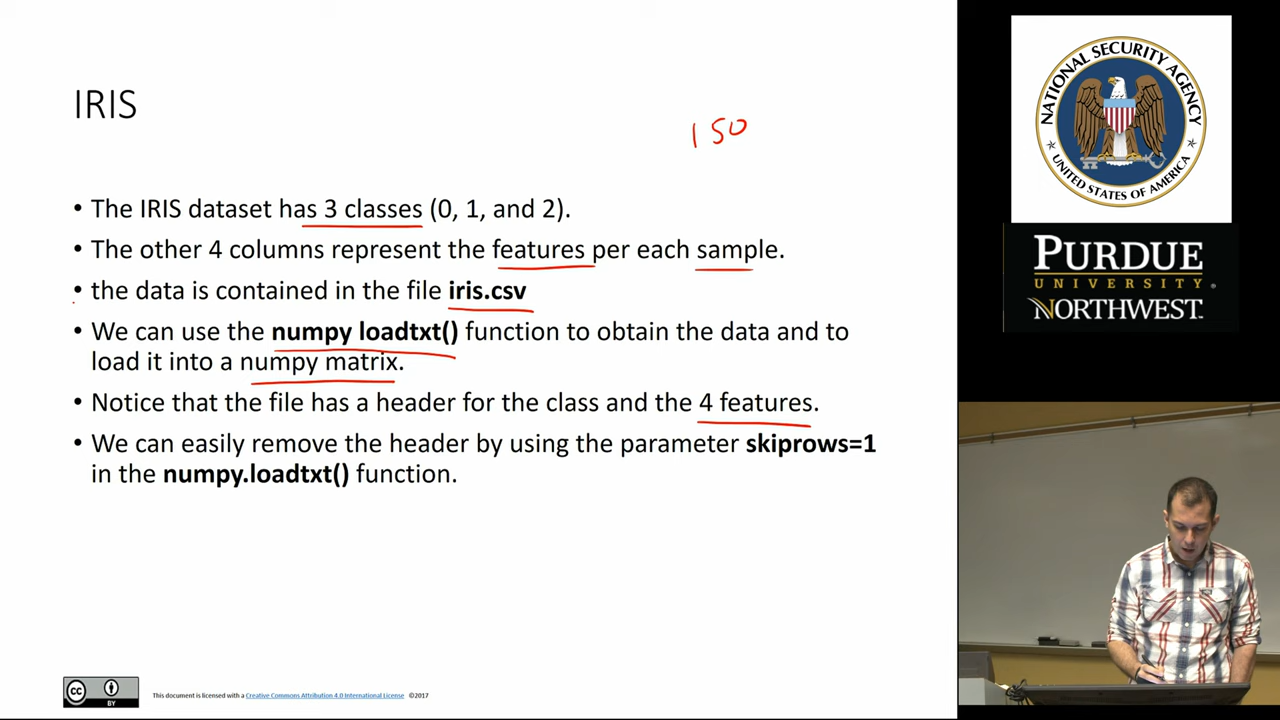 IRIS
150
• The IRIS dataset has 3 classes (0, 1, and 2).
• The other 4 columns represent the features per each sample.
• the data is contained in the file iris.csv
• We can use the numpy loadtxt() function to obtain the data and to
load it into a numpy matrix.
• Notice that the file has a header for the class and the 4 features.
• We can easily remove the header by using the parameter skiprows=1
in the numpy.loadtxt() function.
cc BY
This document is licensed with a Creative Commons Attribution 4.0 International License ©2017
NATIONAL SECURITY AGENCY
UNITED STATES OF AMERICA
PURDUE
UNIVERSITY
NORTHWEST